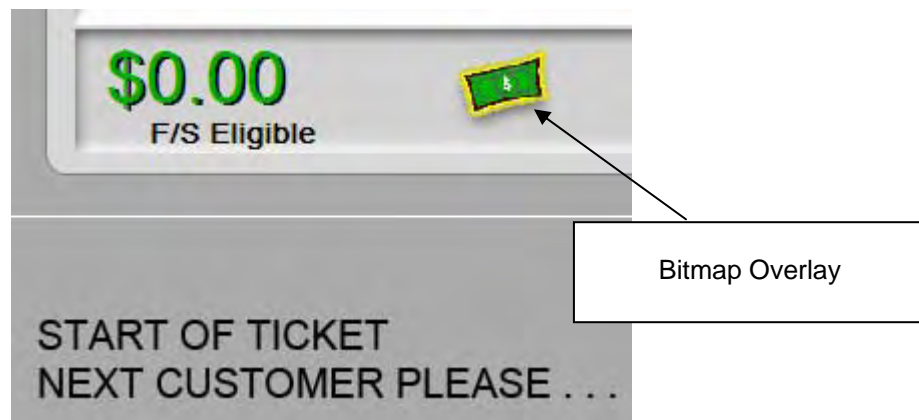 $0.00
F/S Eligible
$
Bitmap Overlay
START OF TICKET
NEXT CUSTOMER PLEASE . . .